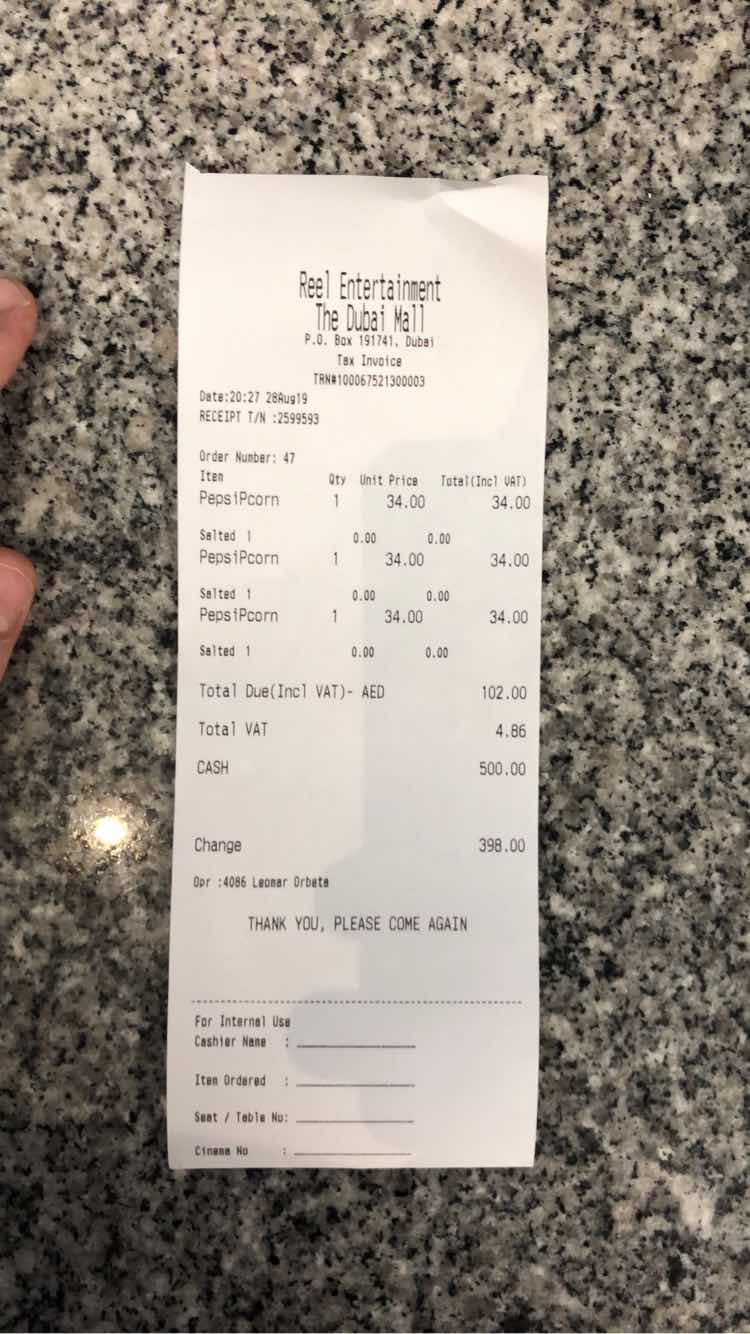 Reel Entertainment
The Dubai Mall
P.O. Box 191741, Dubai
Tax Invoice
TRN#100067521300003
Date:20:27 28Aug19
RECEIPT T/N :2599593
Order Number: 47
Item Qty Unit Price Total(Incl VAT)
PepsiPcorn 1 34.00 34.00
Salted 1 0.00 0.00
PepsiPcorn 1 34.00 34.00
Salted 1 0.00 0.00
PepsiPcorn 1 34.00 34.00
Salted 1 0.00 0.00
Total Due(Incl VAT)- AED 102.00
Total VAT 4.86
CASH 500.00
Change 398.00
Opr :4086 Leomar Orbeta
THANK YOU, PLEASE COME AGAIN
For Internal Use
Cashier Name :
Item Ordered :
Seat / Table No:
Cinema No :